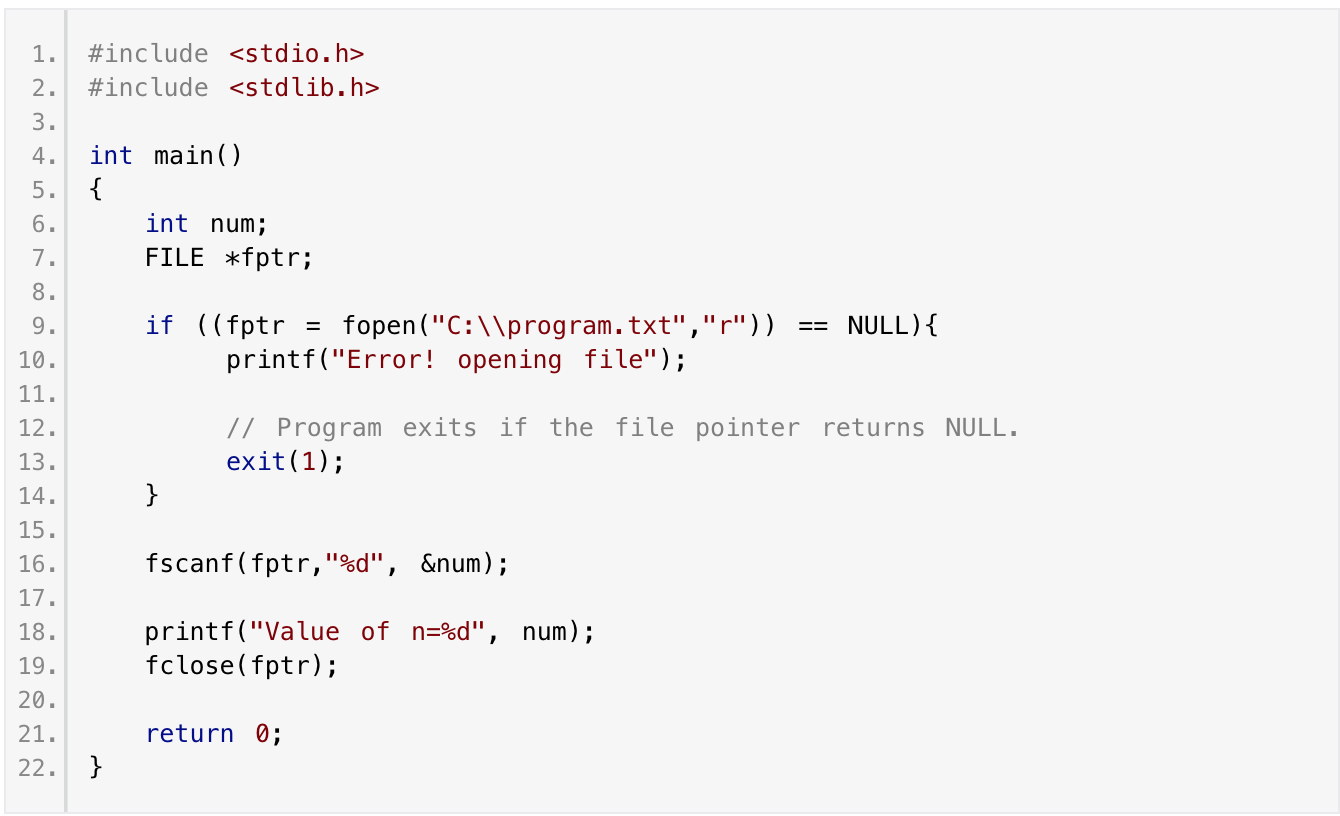 1. #include <stdio.h>
2. #include <stdlib.h>
3.
4. int main()
5. {
6.     int num;
7.     FILE *fptr;
8.
9.     if ((fptr = fopen("C:\\program.txt","r")) == NULL){
10.         printf("Error! opening file");
11.
12.         // Program exits if the file pointer returns NULL.
13.         exit(1);
14.     }
15.
16.     fscanf(fptr,"%d", &num);
17.
18.     printf("Value of n=%d", num);
19.     fclose(fptr);
20.
21.     return 0;
22. }